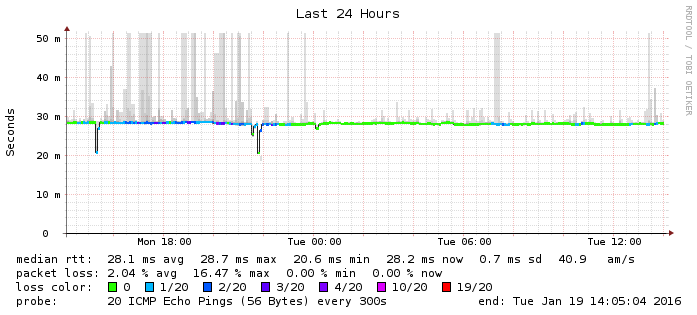 Last 24 Hours
RRDTOOL / TOBI OETIKER
Seconds
50 m
40 m
30 m
20 m
10 m
0
Mon 18:00 Tue 00:00 Tue 06:00 Tue 12:00
median rtt: 28.1 ms avg 28.7 ms max 20.6 ms min 28.2 ms now 0.7 ms sd 40.9 am/s
packet loss: 2.04 % avg 16.47 % max 0.00 % min 0.00 % now
loss color: 0 1/20 2/20 3/20 4/20 10/20 19/20
probe: 20 ICMP Echo Pings (56 Bytes) every 300s end: Tue Jan 19 14:05:04 2016